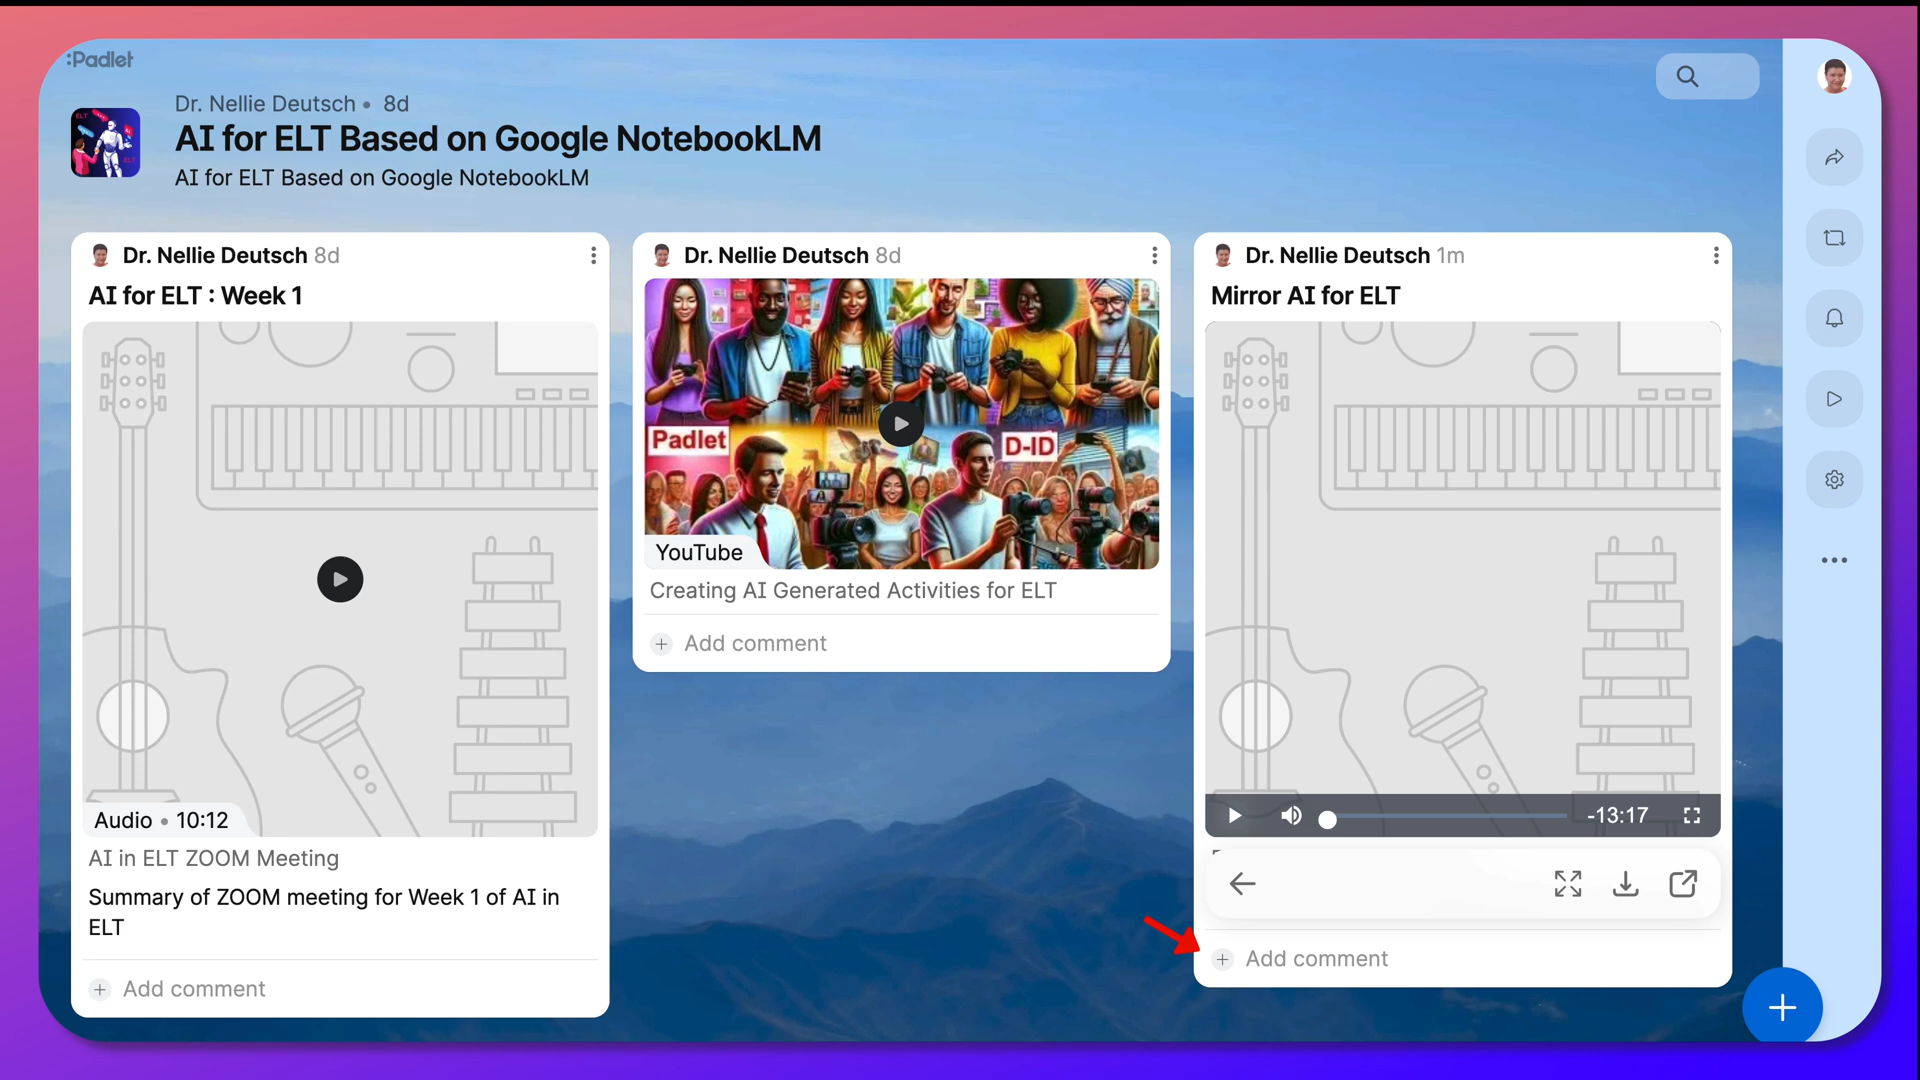 :Padlet
Dr. Nellie Deutsch • 8d
AI for ELT Based on Google NotebookLM
AI for ELT Based on Google NotebookLM
Dr. Nellie Deutsch 8d
AI for ELT : Week 1
Audio • 10:12
AI in ELT ZOOM Meeting
Summary of ZOOM meeting for Week 1 of AI in
ELT
Add comment
Dr. Nellie Deutsch 8d
Padlet
D-ID
YouTube
Creating AI Generated Activities for ELT
Add comment
Dr. Nellie Deutsch 1m
Mirror AI for ELT
-13:17
Add comment